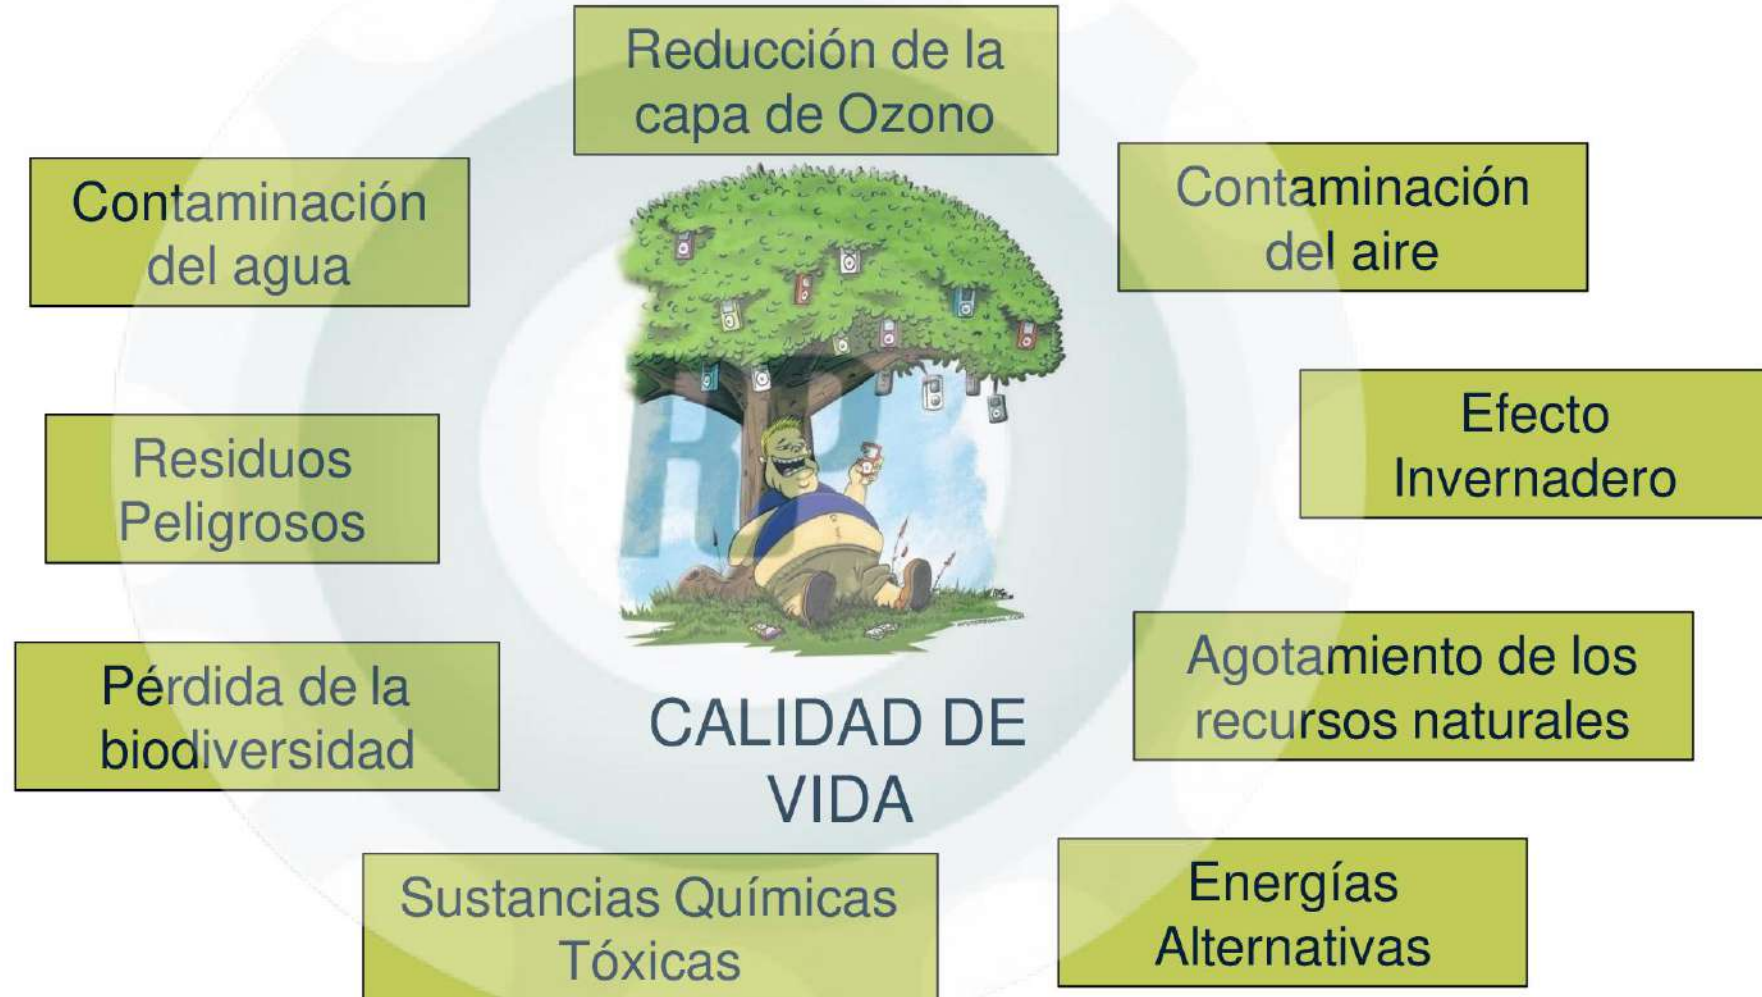 Reducción de la
capa de Ozono
Contaminación
del agua
Contaminación
del aire
Residuos
Peligrosos
Efecto
Invernadero
Pérdida de la
biodiversidad
Agotamiento de los
recursos naturales
CALIDAD DE
VIDA
Sustancias Químicas
Tóxicas
Energías
Alternativas